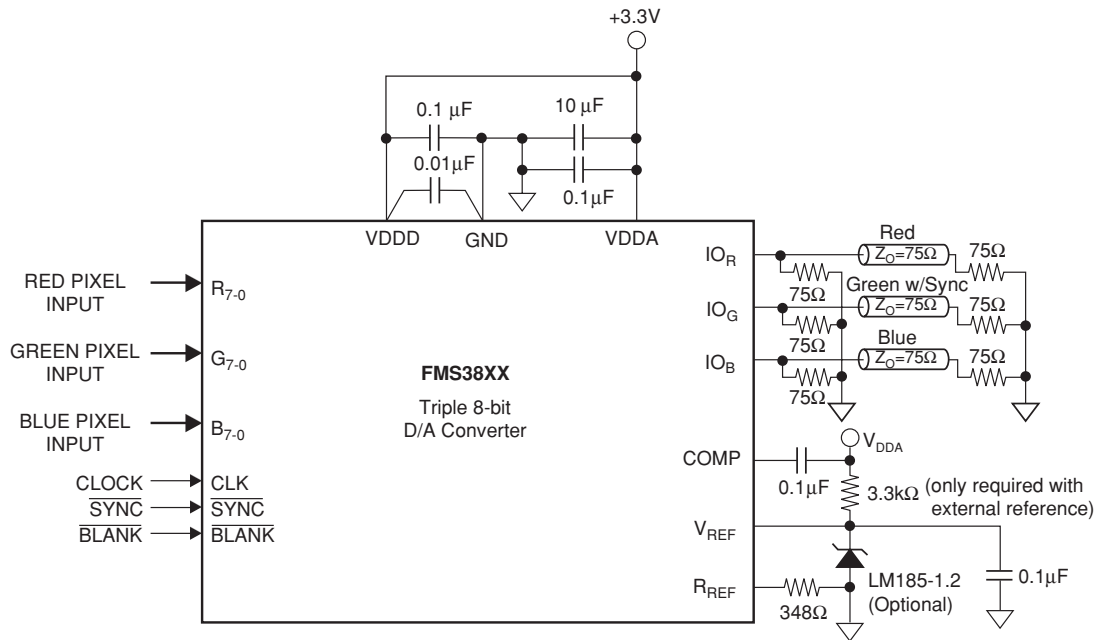 +3.3V
0.1 µF
10 µF
0.01µF
0.1µF
VDDD
GND
VDDA
RED PIXEL
INPUT
R7-0
GREEN PIXEL
INPUT
G7-0
BLUE PIXEL
INPUT
B7-0
CLOCK
CLK
SYNC
SYNC
BLANK
BLANK
FMS38XX
Triple 8-bit
D/A Converter
IOR
Red
ZO=75Ω
75Ω
75Ω
IOG
Green w/Sync
ZO=75Ω
75Ω
75Ω
IOB
Blue
ZO=75Ω
75Ω
75Ω
COMP
0.1µF
VDDA
3.3kΩ
(only required with
external reference)
VREF
LM185-1.2
(Optional)
0.1µF
RREF
348Ω